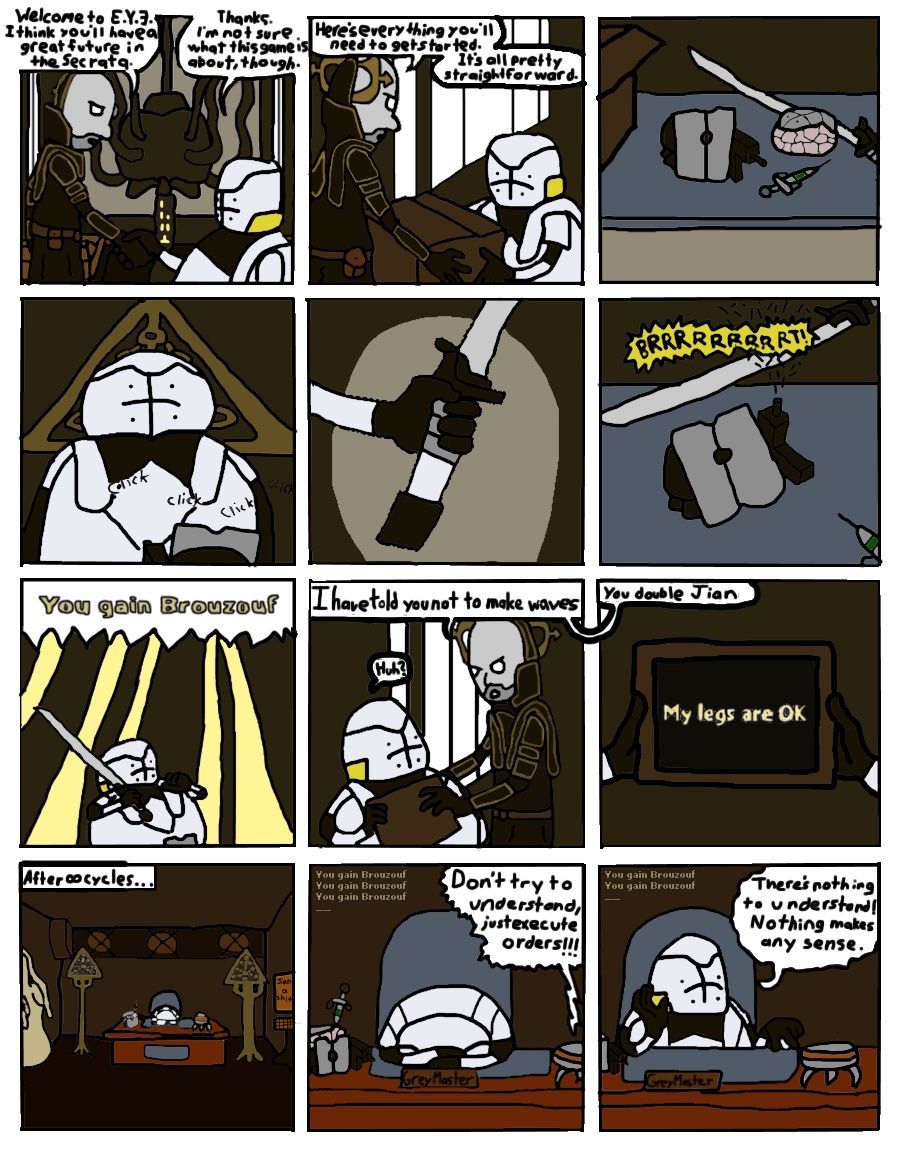 Welcome to E.Y.E.
I think you'll have a
great future in
the Secrata.
Thanks.
I'm not sure
what this game is
about, though.
Here's everything you'll
need to get started.
It's all pretty
straightforward.
Click
Click
Click
Click
BRRRRRRRRRRT!
You gain Brouzouf
I have told you not to make waves
Huh?
You double Jian
My legs are OK
After ∞ cycles...
Jian
a
shit
You gain Brouzouf
You gain Brouzouf
You gain Brouzouf
Don't try to
understand,
just execute
orders!!!
GreyMaster
You gain Brouzouf
You gain Brouzouf
There's nothing
to understand!
Nothing makes
any sense.
GreyMaster